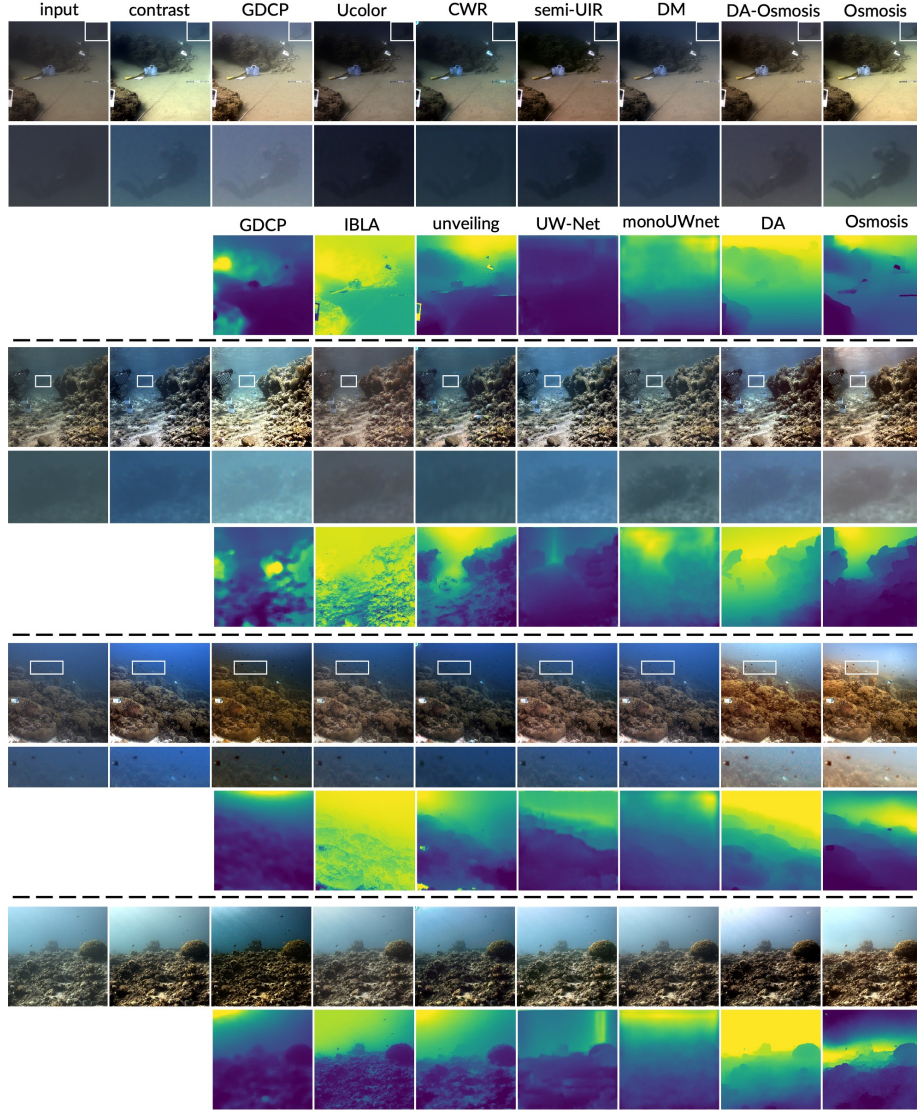 input contrast GDCP Ucolor CWR semi-UIR DM DA-Osmosis Osmosis
GDCP IBLA unveiling UW-Net monoUWnet DA Osmosis